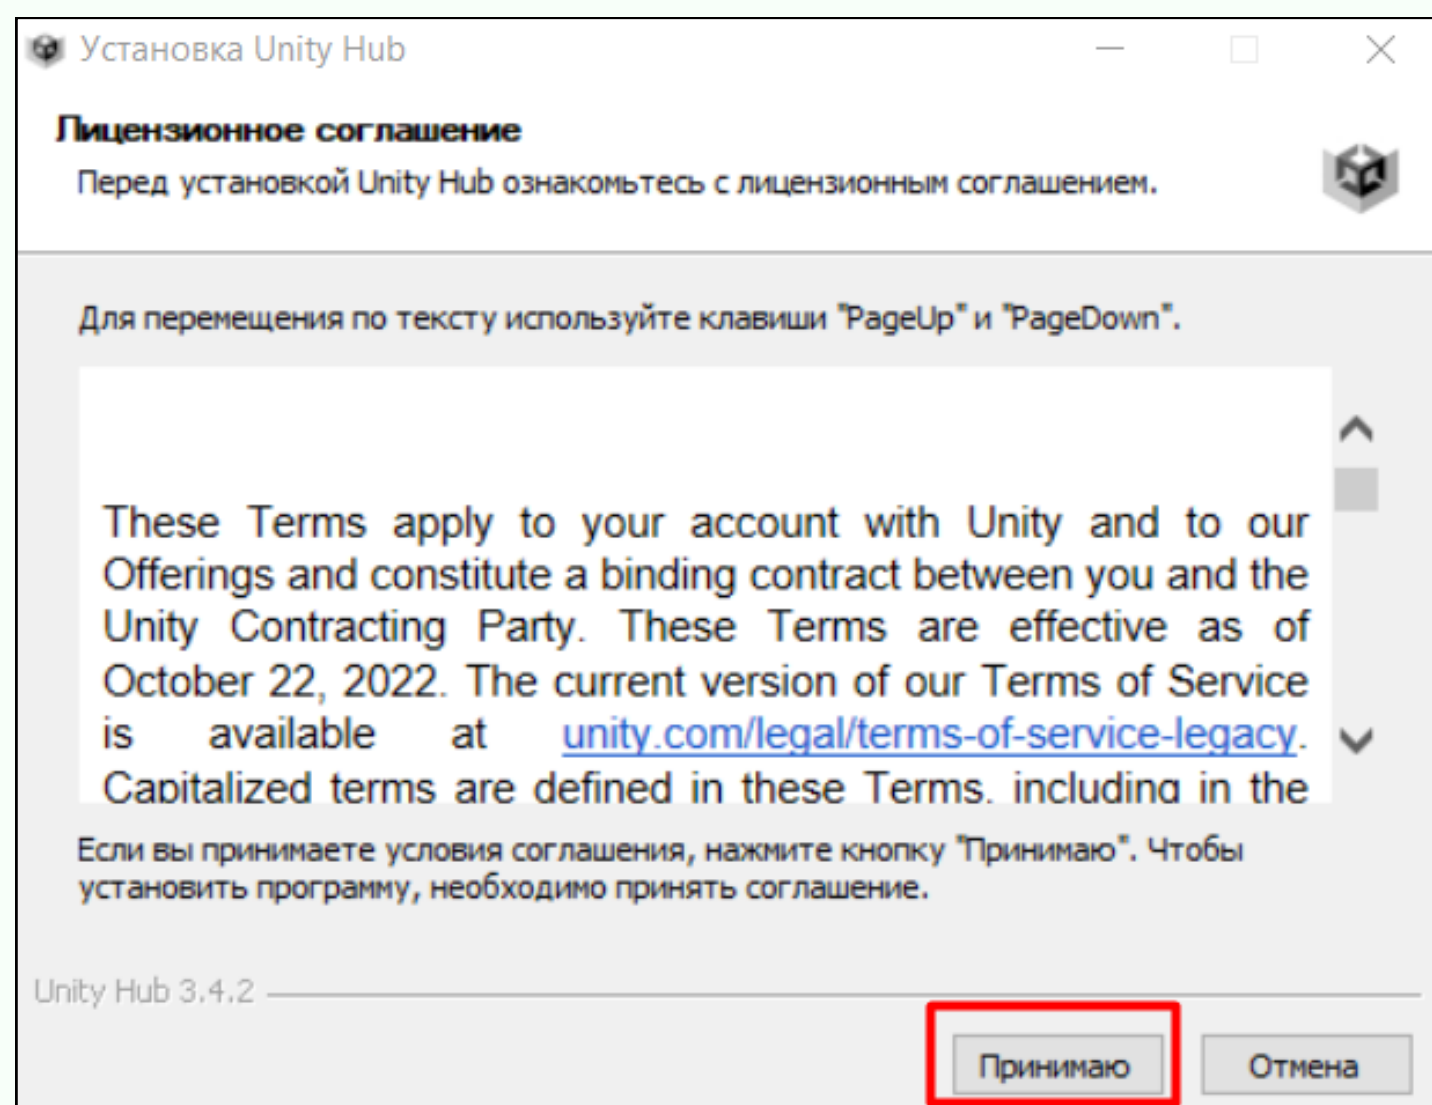 Установка Unity Hub
Лицензионное соглашение
Перед установкой Unity Hub ознакомьтесь с лицензионным соглашением.
Для перемещения по тексту используйте клавиши "PageUp" и "PageDown".
These Terms apply to your account with Unity and to our
Offerings and constitute a binding contract between you and the
Unity Contracting Party. These Terms are effective as of
October 22, 2022. The current version of our Terms of Service
is available at unity.com/legal/terms-of-service-legacy.
Capitalized terms are defined in these Terms, including in the
Если вы принимаете условия соглашения, нажмите кнопку "Принимаю". Чтобы
установить программу, необходимо принять соглашение.
Unity Hub 3.4.2
Принимаю
Отмена